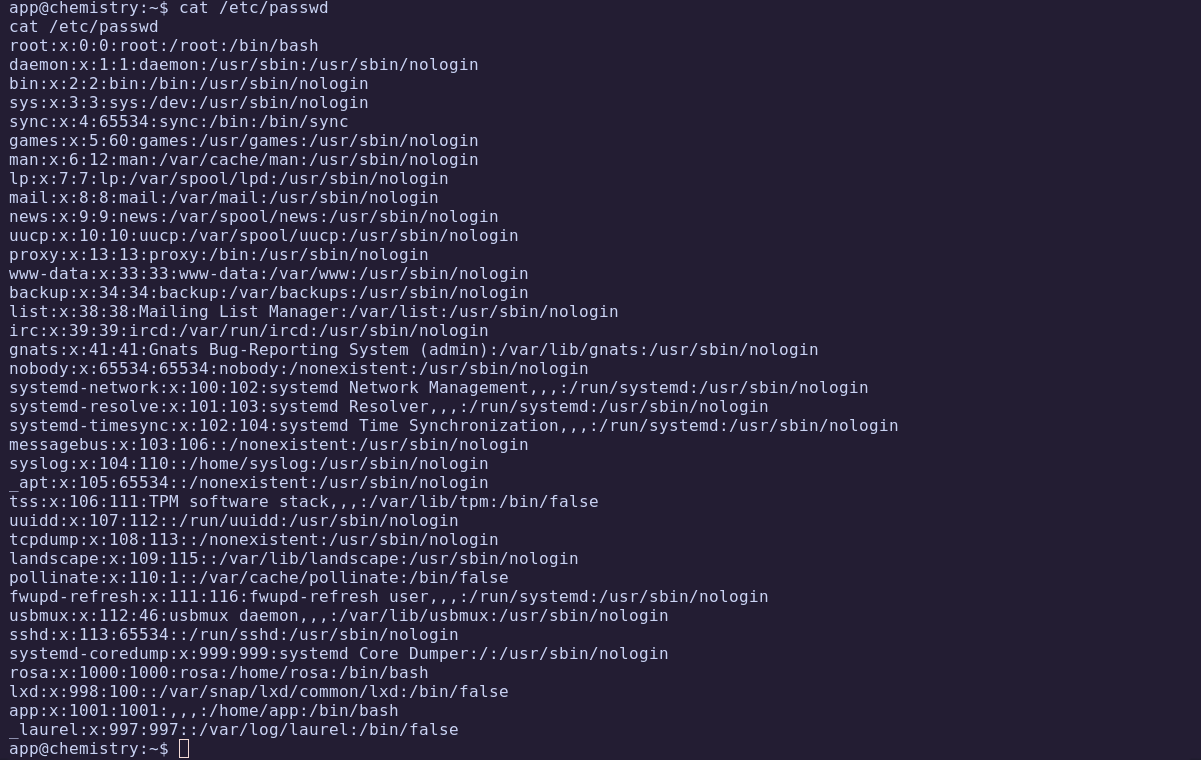 app@chemistry:~$ cat /etc/passwd
cat /etc/passwd
root:x:0:0:root:/root:/bin/bash
daemon:x:1:1:daemon:/usr/sbin:/usr/sbin/nologin
bin:x:2:2:bin:/bin:/usr/sbin/nologin
sys:x:3:3:sys:/dev:/usr/sbin/nologin
sync:x:4:65534:sync:/bin:/bin/sync
games:x:5:60:games:/usr/games:/usr/sbin/nologin
man:x:6:12:man:/var/cache/man:/usr/sbin/nologin
lp:x:7:7:lp:/var/spool/lpd:/usr/sbin/nologin
mail:x:8:8:mail:/var/mail:/usr/sbin/nologin
news:x:9:9:news:/var/spool/news:/usr/sbin/nologin
uucp:x:10:10:uucp:/var/spool/uucp:/usr/sbin/nologin
proxy:x:13:13:proxy:/bin:/usr/sbin/nologin
www-data:x:33:33:www-data:/var/www:/usr/sbin/nologin
backup:x:34:34:backup:/var/backups:/usr/sbin/nologin
list:x:38:38:Mailing List Manager:/var/list:/usr/sbin/nologin
irc:x:39:39:ircd:/var/run/ircd:/usr/sbin/nologin
gnats:x:41:41:Gnats Bug-Reporting System (admin):/var/lib/gnats:/usr/sbin/nologin
nobody:x:65534:65534:nobody:/nonexistent:/usr/sbin/nologin
systemd-network:x:100:102:systemd Network Management,,,:/run/systemd:/usr/sbin/nologin
systemd-resolve:x:101:103:systemd Resolver,,,:/run/systemd:/usr/sbin/nologin
systemd-timesync:x:102:104:systemd Time Synchronization,,,:/run/systemd:/usr/sbin/nologin
messagebus:x:103:106::/nonexistent:/usr/sbin/nologin
syslog:x:104:110::/home/syslog:/usr/sbin/nologin
_apt:x:105:65534::/nonexistent:/usr/sbin/nologin
tss:x:106:111:TPM software stack,,,:/var/lib/tpm:/bin/false
uuidd:x:107:112::/run/uuidd:/usr/sbin/nologin
tcpdump:x:108:113::/nonexistent:/usr/sbin/nologin
landscape:x:109:115::/var/lib/landscape:/usr/sbin/nologin
pollinate:x:110:1::/var/cache/pollinate:/bin/false
fwupd-refresh:x:111:116:fwupd-refresh user,,,:/run/systemd:/usr/sbin/nologin
usbmux:x:112:46:usbmux daemon,,,:/var/lib/usbmux:/usr/sbin/nologin
sshd:x:113:65534::/run/sshd:/usr/sbin/nologin
systemd-coredump:x:999:999:systemd Core Dumper:/:/usr/sbin/nologin
rosa:x:1000:1000:rosa:/home/rosa:/bin/bash
lxd:x:998:100::/var/snap/lxd/common/lxd:/bin/false
app:x:1001:1001:,,,:/home/app:/bin/bash
_laurel:x:997:997::/var/log/laurel:/bin/false
app@chemistry:~$